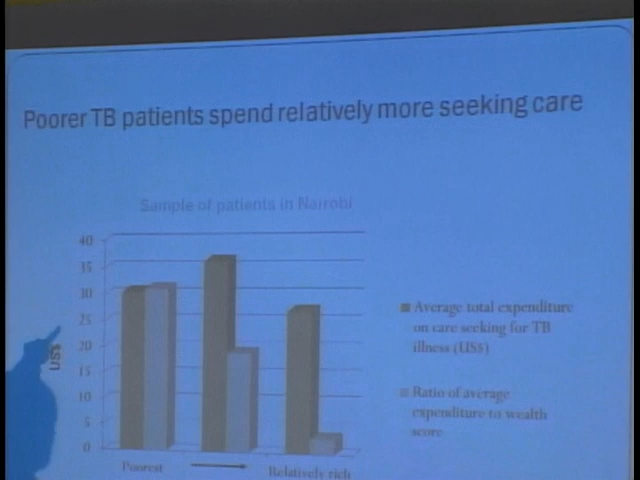 Poorer TB patients spend relatively more seeking care
Sample of patients in Nairobi
40
35
30
25
20
15
10
5
0
US$
Poorest
Relatively rich
Average total expenditure
on care seeking for TB
illness (US$)
Ratio of average
expenditure to wealth
score